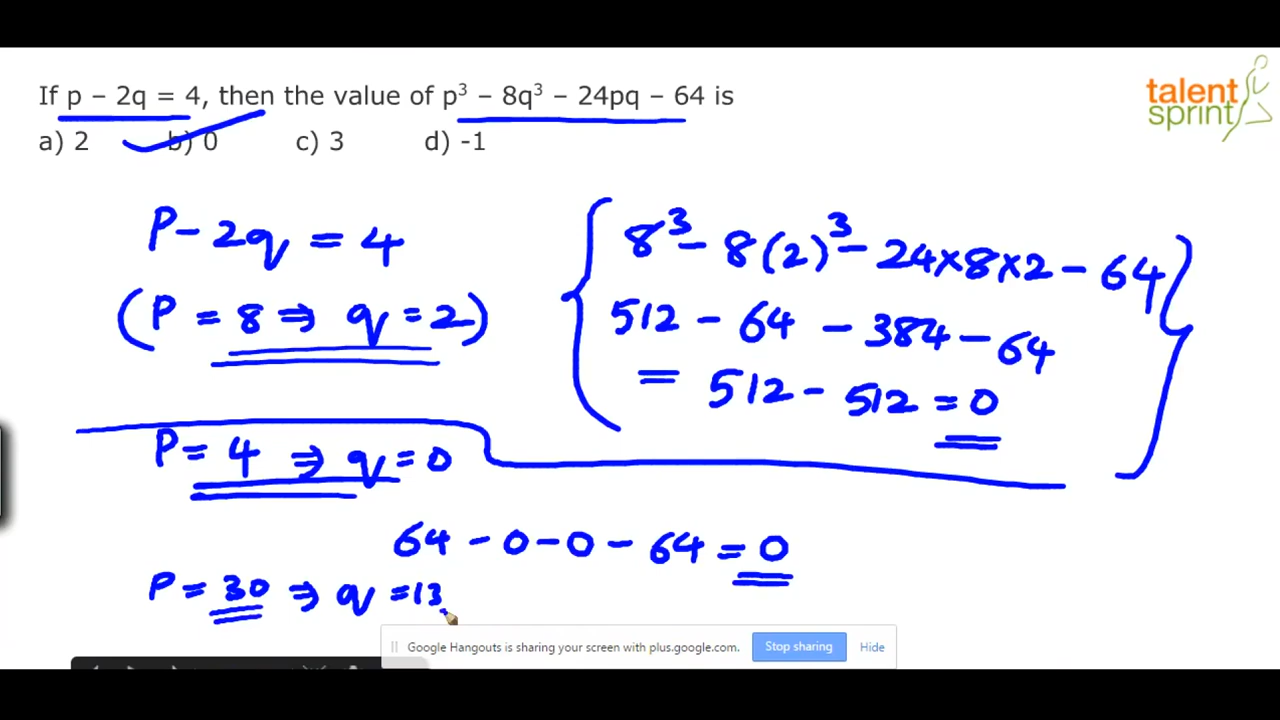 If p – 2q = 4, then the value of p³ – 8q³ – 24pq – 64 is
talent
sprint
a) 2 b) 0 c) 3 d) -1
P - 2q = 4
(P = 8 ⇒ q = 2)
8³ - 8(2)³ - 24×8×2 - 64
512 - 64 - 384 - 64
= 512 - 512 = 0
P = 4 ⇒ q = 0
64 - 0 - 0 - 64 = 0
P = 30 ⇒ q = 13
Google Hangouts is sharing your screen with plus.google.com. Stop sharing Hide